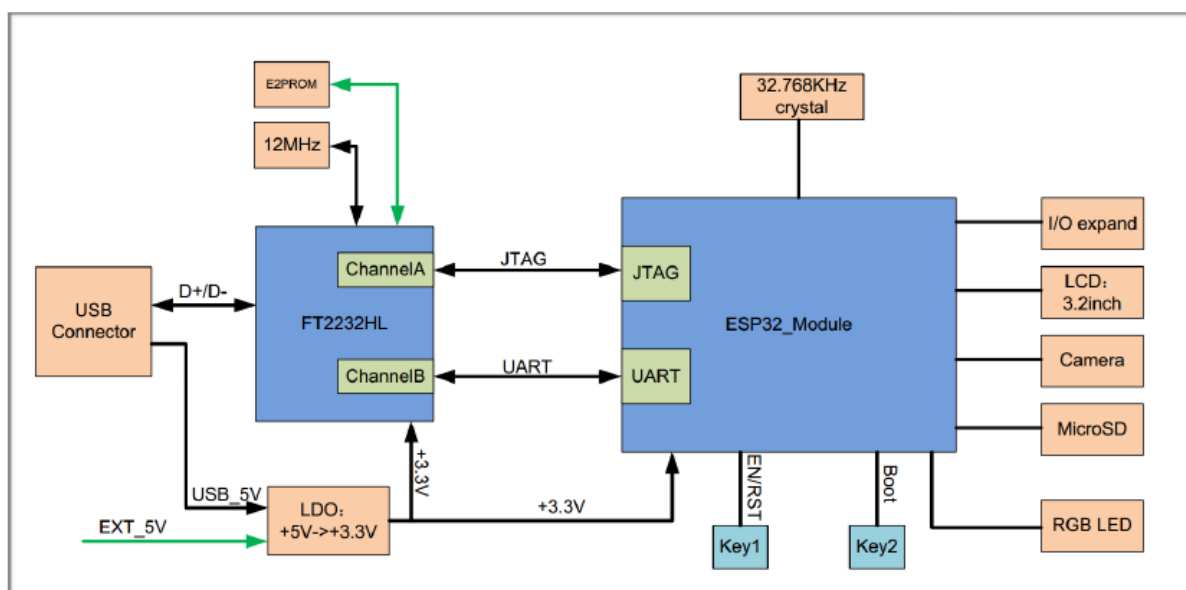 E2PROM
12MHz
32.768KHz
crystal
I/O expand
LCD：
3.2inch
Camera
MicroSD
RGB LED
USB
Connector
D+/D-
FT2232HL
ChannelA
ChannelB
JTAG
UART
JTAG
UART
ESP32_Module
USB_5V
EXT_5V
LDO：
+5V->+3.3V
+3.3V
+3.3V
EN/RST
Boot
Key1
Key2